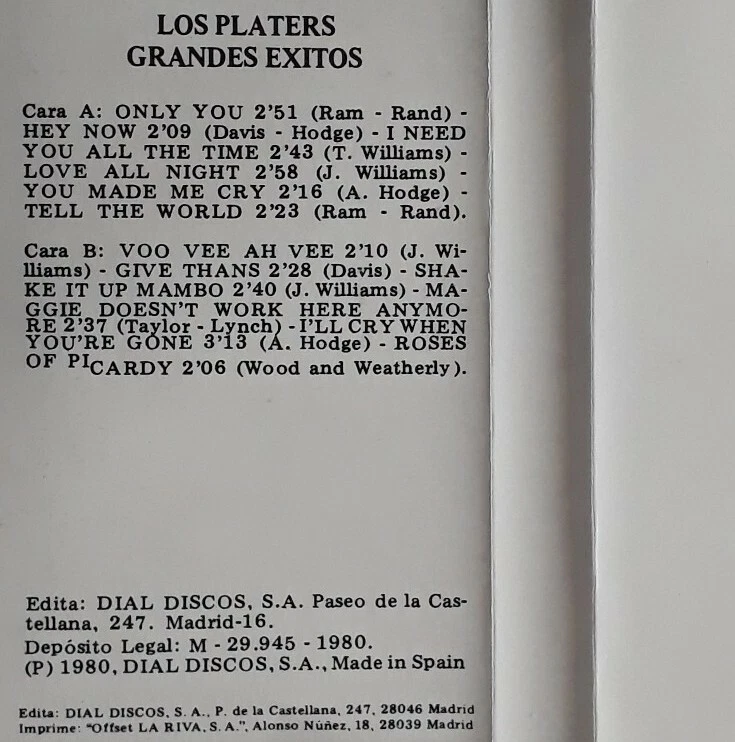 LOS PLATERS
GRANDES EXITOS
Cara A: ONLY YOU 2'51 (Ram - Rand) -
HEY NOW 2'09 (Davis - Hodge) - I NEED
YOU ALL THE TIME 2'43 (T. Williams) -
LOVE ALL NIGHT 2'58 (J. Williams) -
YOU MADE ME CRY 2'16 (A. Hodge) -
TELL THE WORLD 2'23 (Ram - Rand).
Cara B: VOO VEE AH VEE 2'10 (J. Wi-
lliams) - GIVE THANS 2'28 (Davis) - SHA-
KE IT UP MAMBO 2'40 (J. Williams) - MA-
GGIE DOESN'T WORK HERE ANYMO-
RE 2'37 (Taylor - Lynch) - I'LL CRY WHEN
YOU'RE GONE 3'13 (A. Hodge) - ROSES
OF PICARDY 2'06 (Wood and Weatherly).
Edita: DIAL DISCOS, S.A. Paseo de la Cas-
tellana, 247. Madrid-16.
Depósito Legal: M - 29.945 - 1980.
(P) 1980, DIAL DISCOS, S.A., Made in Spain
Edita: DIAL DISCOS, S. A., P. de la Castellana, 247, 28046 Madrid
Imprime: "Offset LA RIVA, S. A.", Alonso Núñez, 18, 28039 Madrid